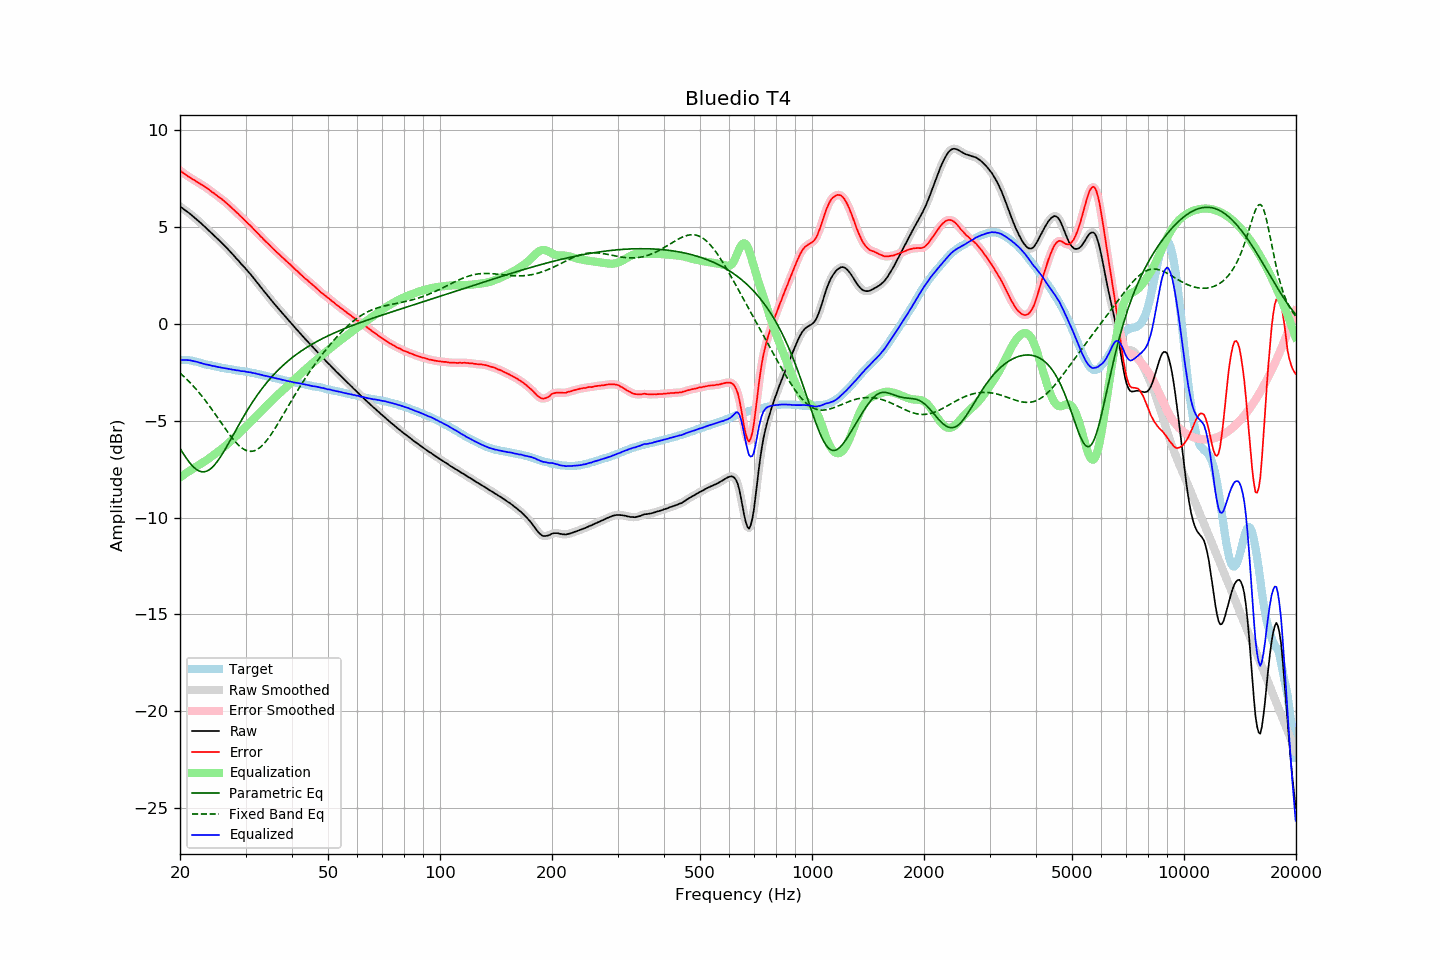 Bluedio T4
Amplitude (dBr)
10
5
0
−5
−10
−15
−20
−25
Target
Raw Smoothed
Error Smoothed
Raw
Error
Equalization
Parametric Eq
Fixed Band Eq
Equalized
20 50 100 200 500 1000 2000 5000 10000 20000
Frequency (Hz)